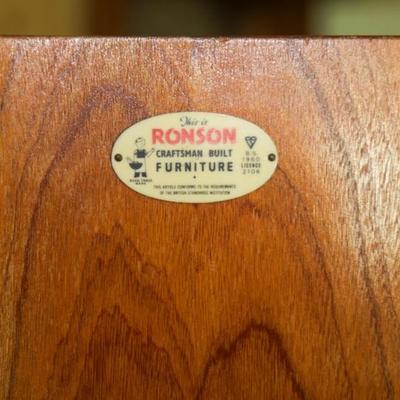 This is
RONSON
CRAFTSMAN BUILT
FURNITURE
B.S.
1960
LICENCE
2106
THIS ARTICLE CONFORMS TO THE REQUIREMENTS
OF THE BRITISH STANDARDS INSTITUTION